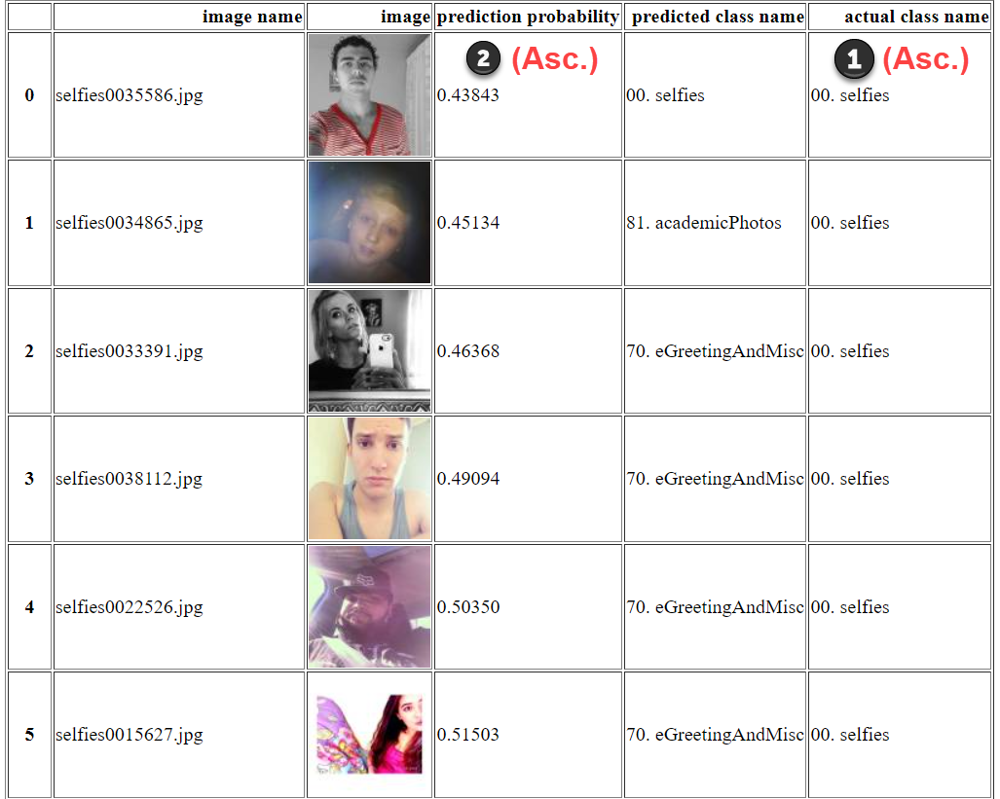 image name image prediction probability predicted class name actual class name
2 (Asc.) 1 (Asc.)
0 selfies0035586.jpg 0.43843 00. selfies 00. selfies
1 selfies0034865.jpg 0.45134 81. academicPhotos 00. selfies
2 selfies0033391.jpg 0.46368 70. eGreetingAndMisc 00. selfies
3 selfies0038112.jpg 0.49094 70. eGreetingAndMisc 00. selfies
4 selfies0022526.jpg 0.50350 70. eGreetingAndMisc 00. selfies
5 selfies0015627.jpg 0.51503 70. eGreetingAndMisc 00. selfies